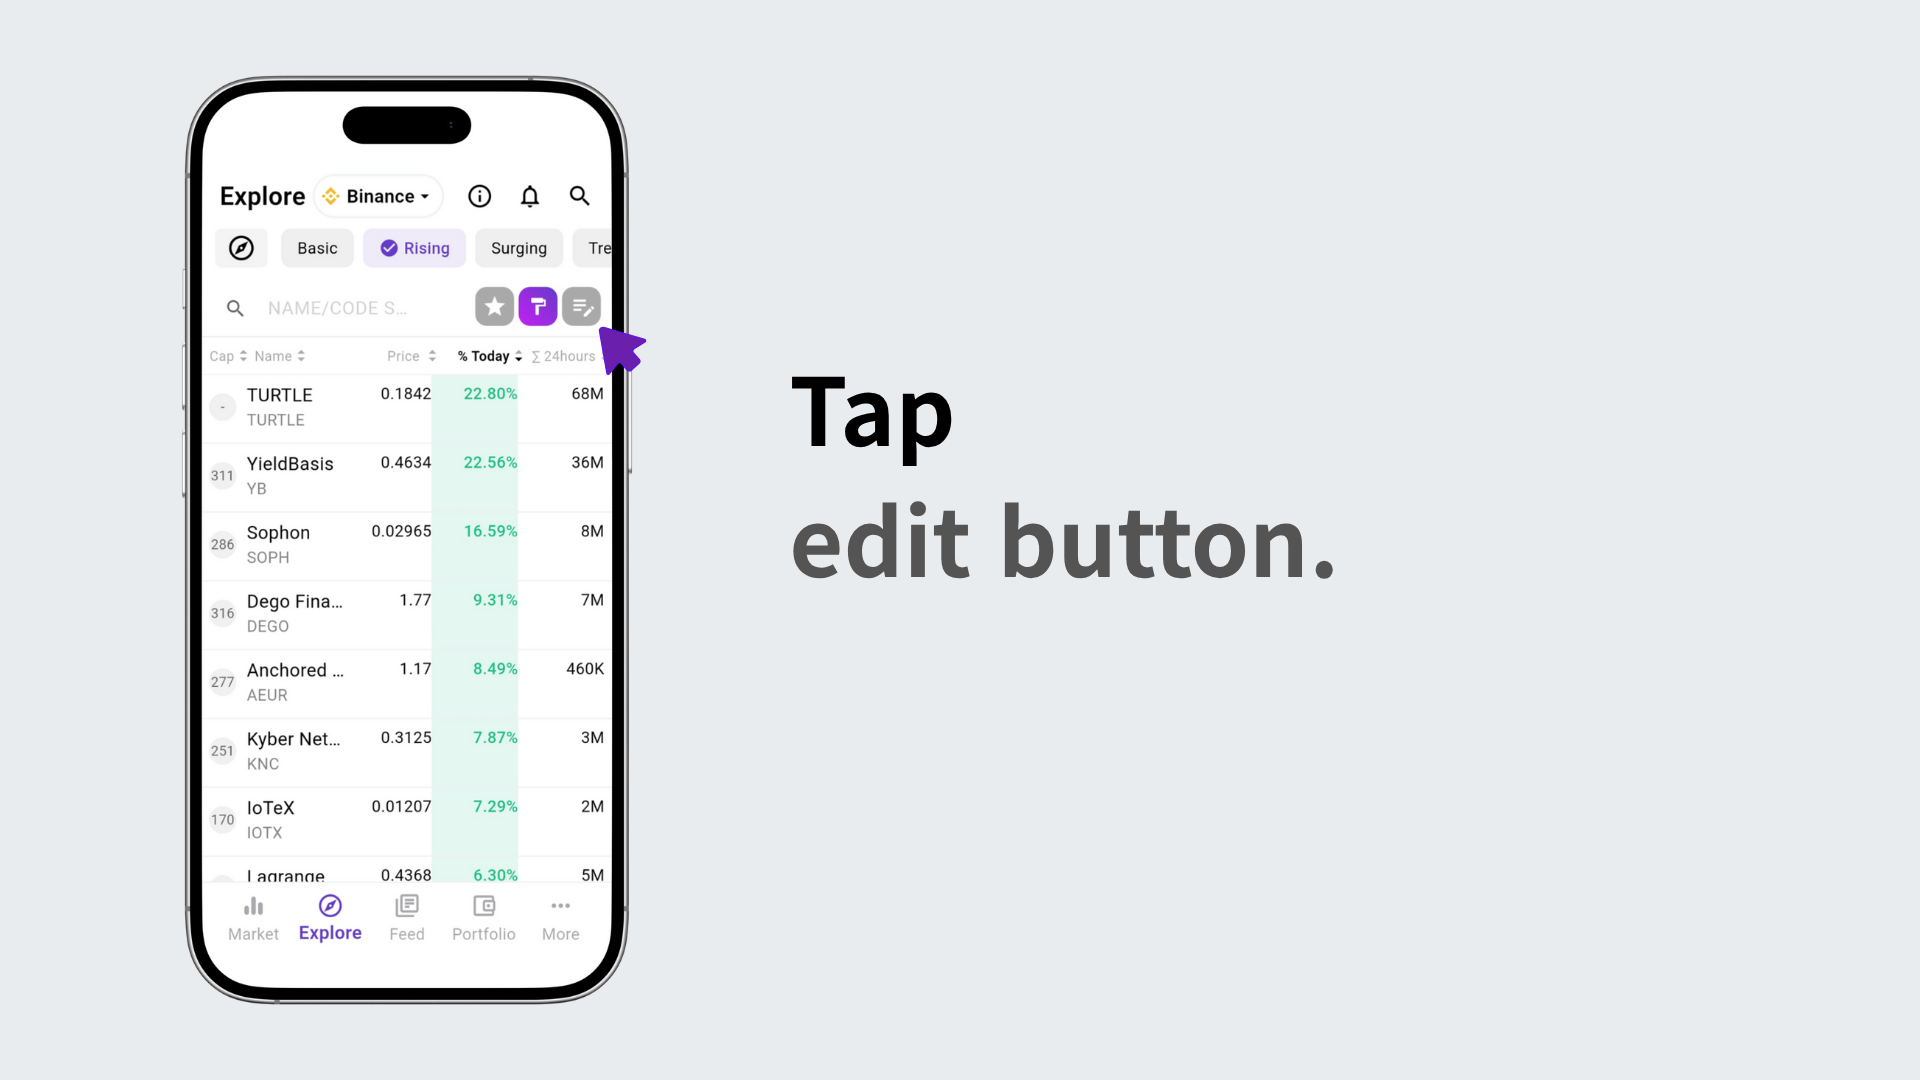 Explore Binance
Basic Rising Surging Tre
NAME/CODE S...
Cap Name Price % Today Σ 24hours
TURTLE 0.1842 22.80% 68M
- TURTLE
YieldBasis 0.4634 22.56% 36M
311 YB
Sophon 0.02965 16.59% 8M
286 SOPH
Dego Fina... 1.77 9.31% 7M
316 DEGO
Anchored ... 1.17 8.49% 460K
277 AEUR
Kyber Net... 0.3125 7.87% 3M
251 KNC
IoTeX 0.01207 7.29% 2M
170 IOTX
Lagrange 0.4368 6.30% 5M
Market Explore Feed Portfolio More
Tap
edit button.